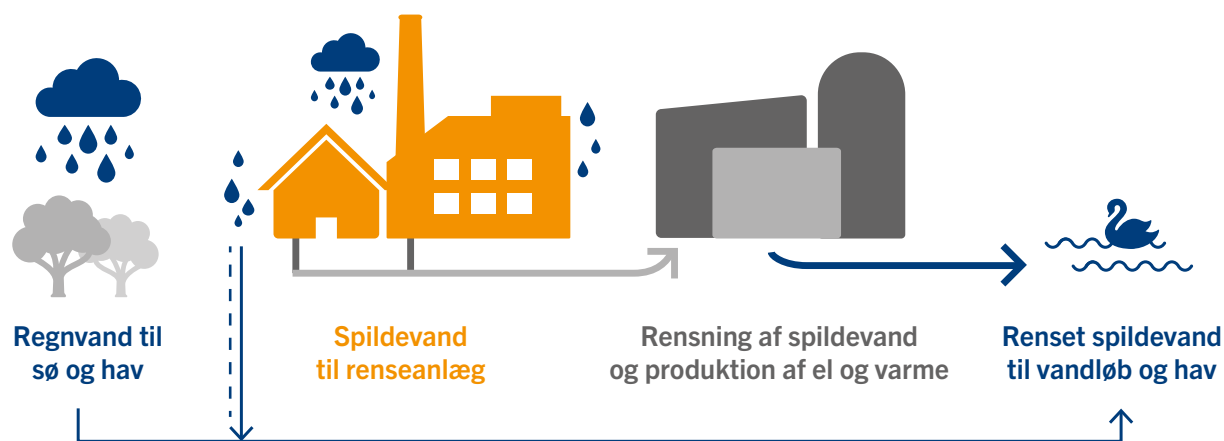 Regnvand til
sø og hav
Spildevand
til renseanlæg
Rensning af spildevand
og produktion af el og varme
Renset spildevand
til vandløb og hav